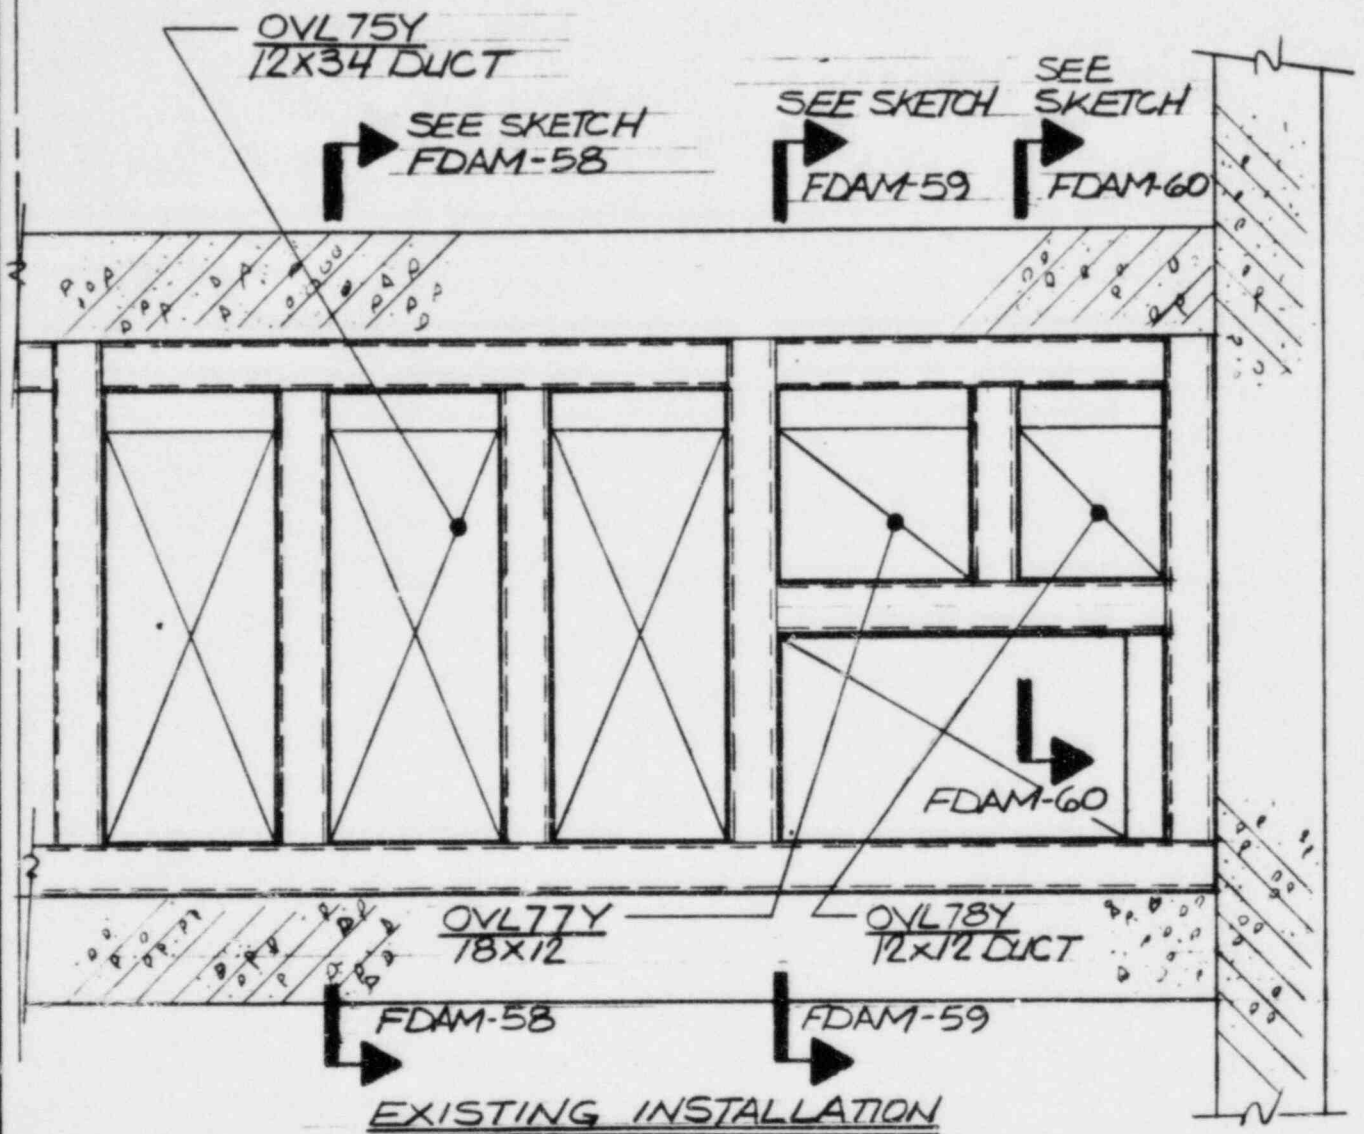 OVL75Y
12X34 DUCT
SEE SKETCH
FDAM-58
SEE SKETCH
FDAM-59
SEE
SKETCH
FDAM-60
FDAM-60
OVL77Y
18X12
OVL78Y
12X12 DUCT
FDAM-58
FDAM-59
EXISTING INSTALLATION